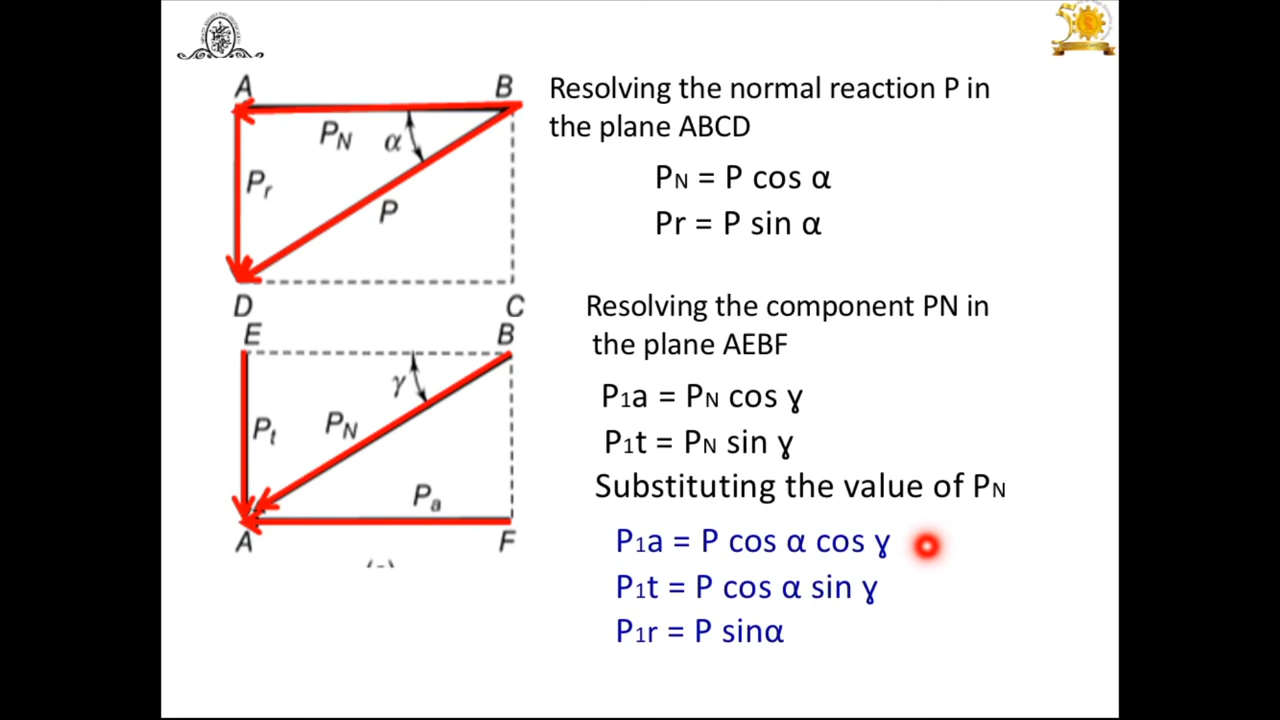 A
B
P_N
α
P_r
P
D
C
Resolving the normal reaction P in
the plane ABCD
P_N = P cos α
Pr = P sin α
E
B
γ
P_t
P_N
P_a
A
F
Resolving the component PN in
the plane AEBF
P₁a = P_N cos ɣ
P₁t = P_N sin ɣ
Substituting the value of P_N
P₁a = P cos α cos ɣ
P₁t = P cos α sin ɣ
P₁r = P sinα
50